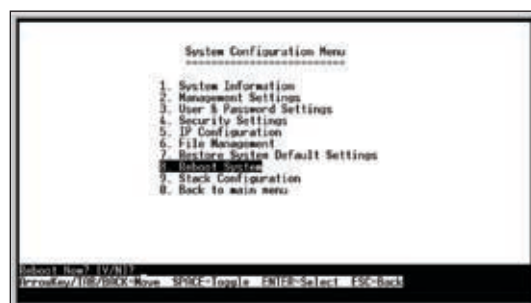 System Configuration Menu
1. System Information
2. Management Settings
3. User & Password Settings
4. Security Settings
5. IP Configuration
6. File Management
7. Restore System Default Settings
8. Reboot System
9. Stack Configuration
0. Back to main menu
Reboot Now? [Y/N]?
ArrowKey/TAB/BACK-Move SPACE-Toggle ENTER-Select ESC-Back